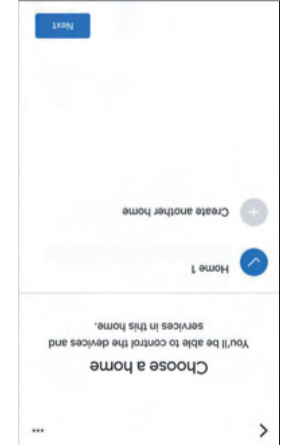 Choose a home
You'll be able to control the devices and
services in this home.
Home 1
Create another home
Next